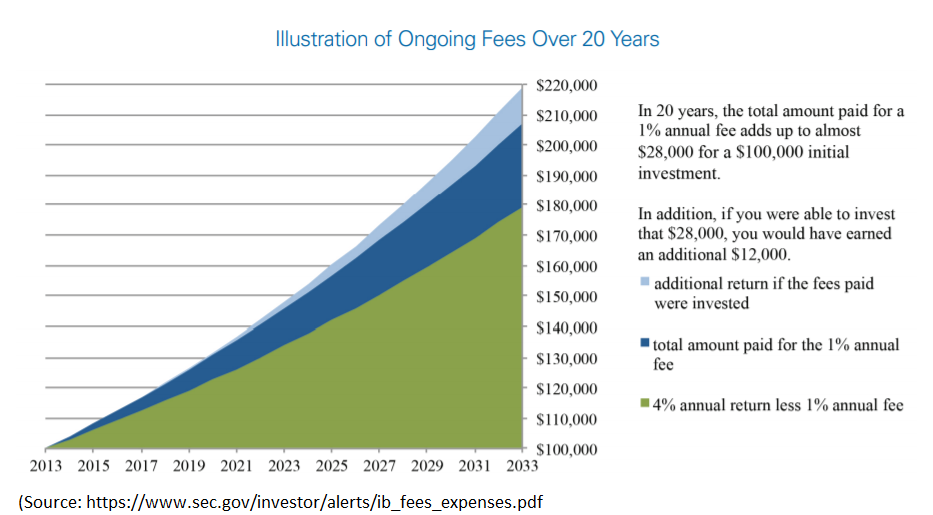 Illustration of Ongoing Fees Over 20 Years
$220,000
$210,000
$200,000
$190,000
$180,000
$170,000
$160,000
$150,000
$140,000
$130,000
$120,000
$110,000
$100,000
2013 2015 2017 2019 2021 2023 2025 2027 2029 2031 2033
In 20 years, the total amount paid for a
1% annual fee adds up to almost
$28,000 for a $100,000 initial
investment.
In addition, if you were able to invest
that $28,000, you would have earned
an additional $12,000.
additional return if the fees paid
were invested
total amount paid for the 1% annual
fee
4% annual return less 1% annual fee
(Source: https://www.sec.gov/investor/alerts/ib_fees_expenses.pdf